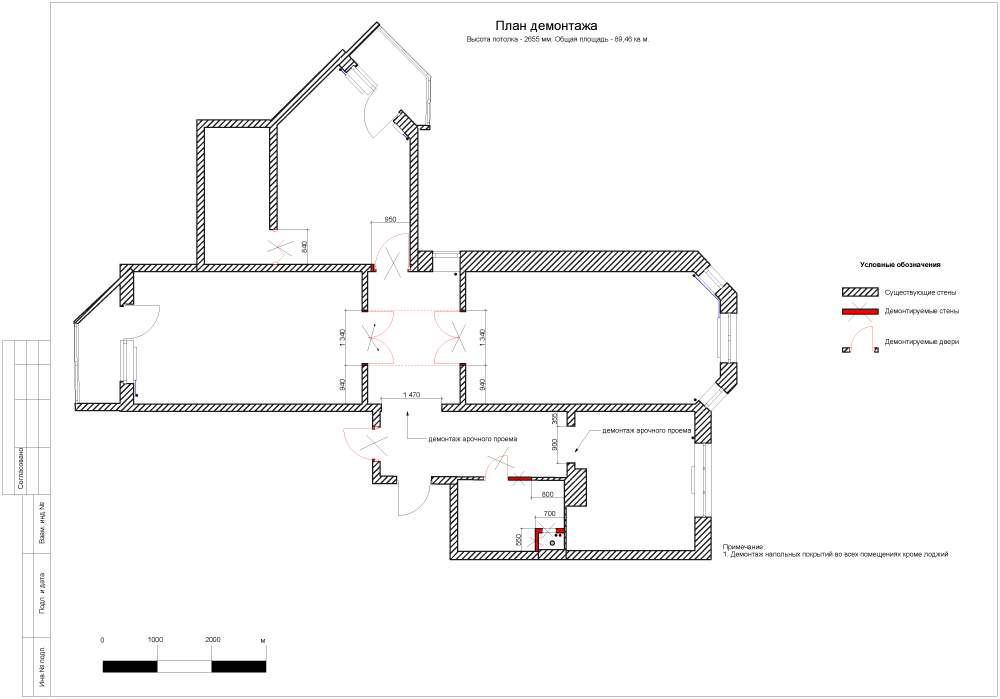 План демонтажа
Высота потолка - 2655 мм. Общая площадь - 89,46 кв.м.
950
840
Условные обозначения
Существующие стены
Демонтируемые стены
Демонтируемые двери
1 340
1 340
940
940
1 470
355
900
демонтаж арочного проема
демонтаж арочного проема
600
700
550
Примечание:
1. Демонтаж напольных покрытий во всех помещениях кроме лоджий
Согласовано
Взам. инд №
Подп. и дата
Инв.№ подл.
0 1000 2000 м